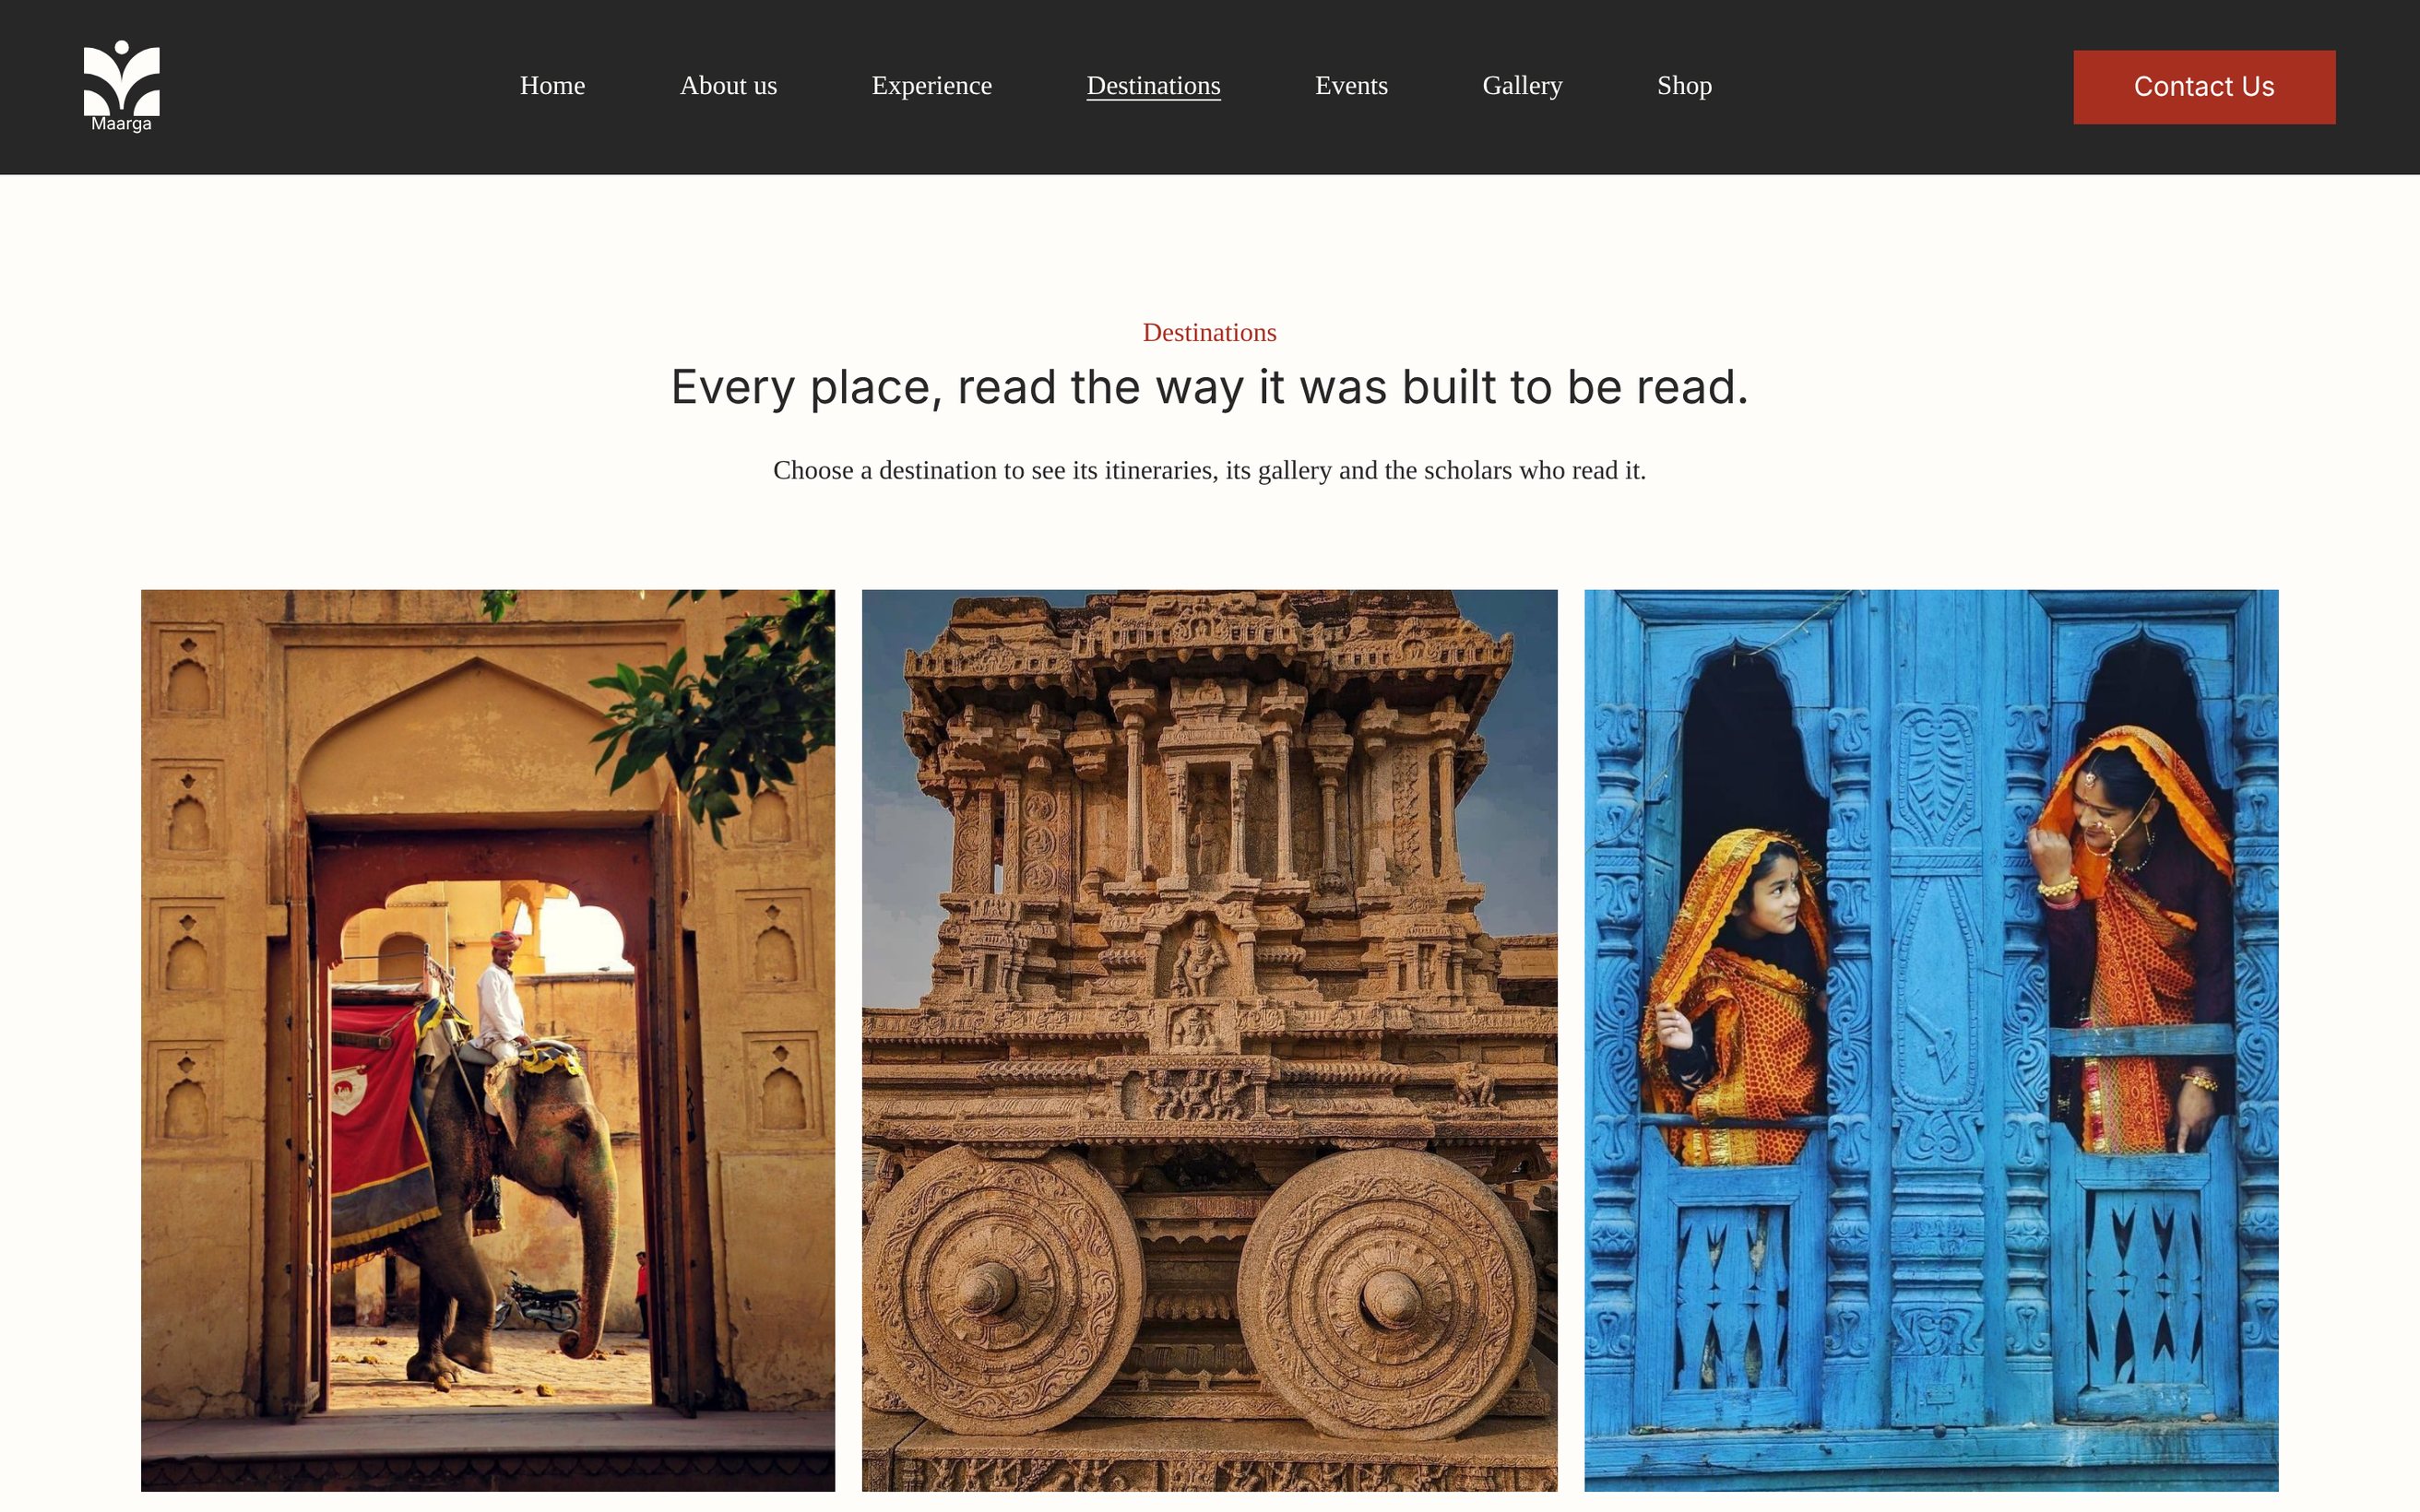 Maarga
Home
About us
Experience
Destinations
Events
Gallery
Shop
Contact Us
Destinations
Every place, read the way it was built to be read.
Choose a destination to see its itineraries, its gallery and the scholars who read it.